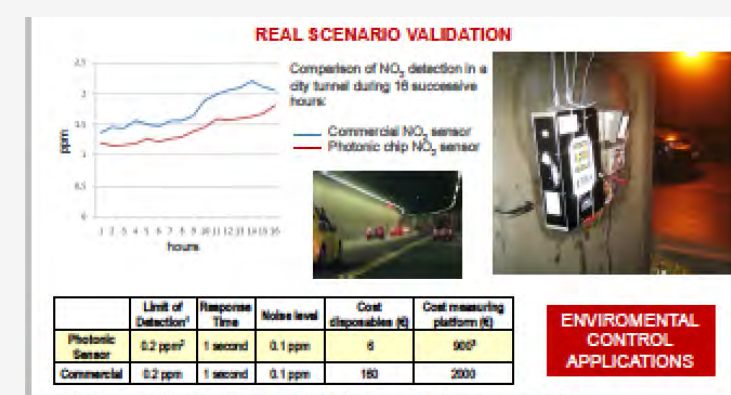 REAL SCENARIO VALIDATION
Comparison of NO₂ detection in a
city tunnel during 16 successive
hours:
Commercial NO₂ sensor
Photonic chip NO₂ sensor
ppm
2,5
2
1,5
1
0,5
0
1 2 3 4 5 6 7 8 9 10 11 12 13 14 15 16
hours
Limit of Detection¹ Response Time Noise level Cost disposables (€) Cost measuring platform (€)
Photonic Sensor 0.2 ppm² 1 second 0.1 ppm 6 900³
Commercial 0.2 ppm 1 second 0.1 ppm 150 2000
ENVIROMENTAL
CONTROL
APPLICATIONS